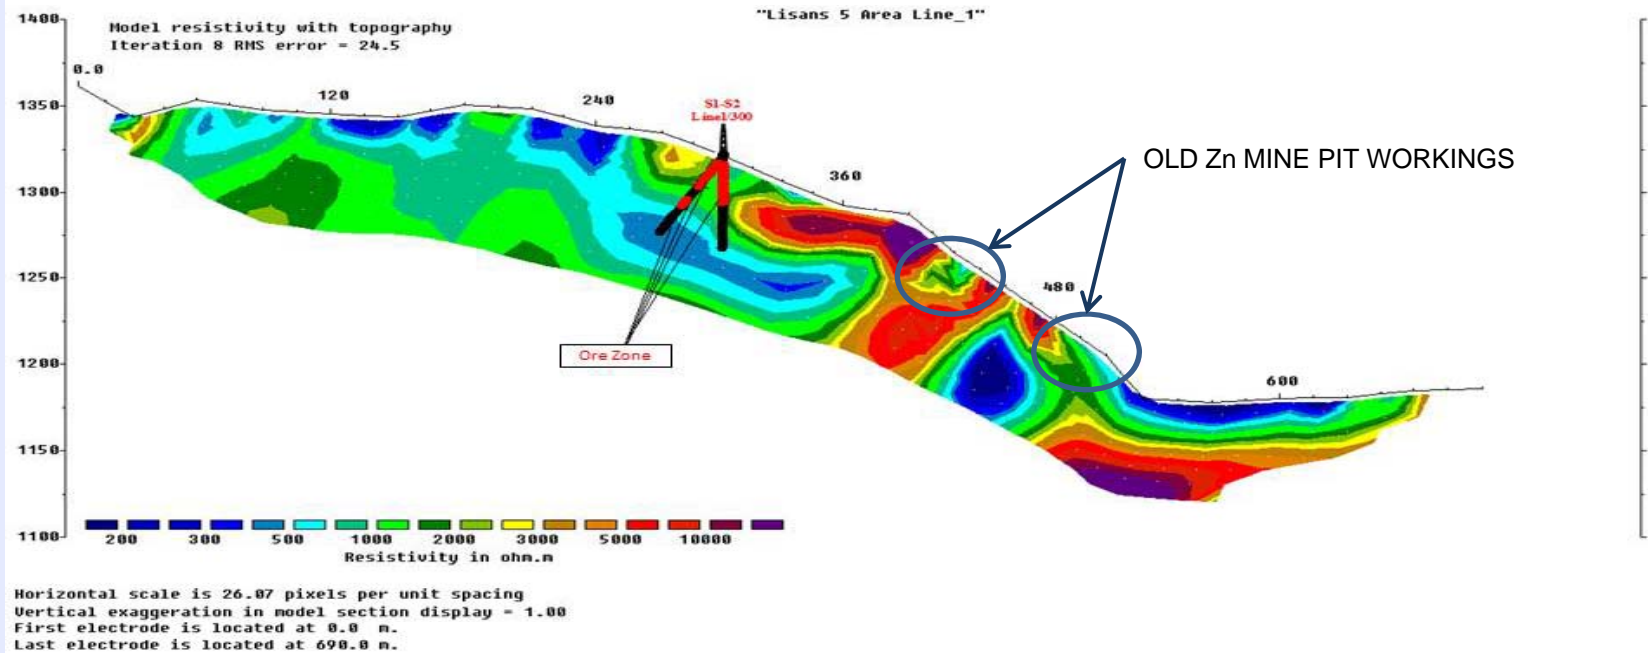 "Lisans 5 Area Line_1"
Model resistivity with topography
Iteration 8 RMS error = 24.5
1400
1350
1300
1250
1200
1150
1100
0.0
120
240
360
480
600
S1-S2
Line1/300
OLD Zn MINE PIT WORKINGS
Ore Zone
200 300 500 1000 2000 3000 5000 10000
Resistivity in ohm.m
Horizontal scale is 26.07 pixels per unit spacing
Vertical exaggeration in model section display = 1.00
First electrode is located at 0.0 m.
Last electrode is located at 690.0 m.